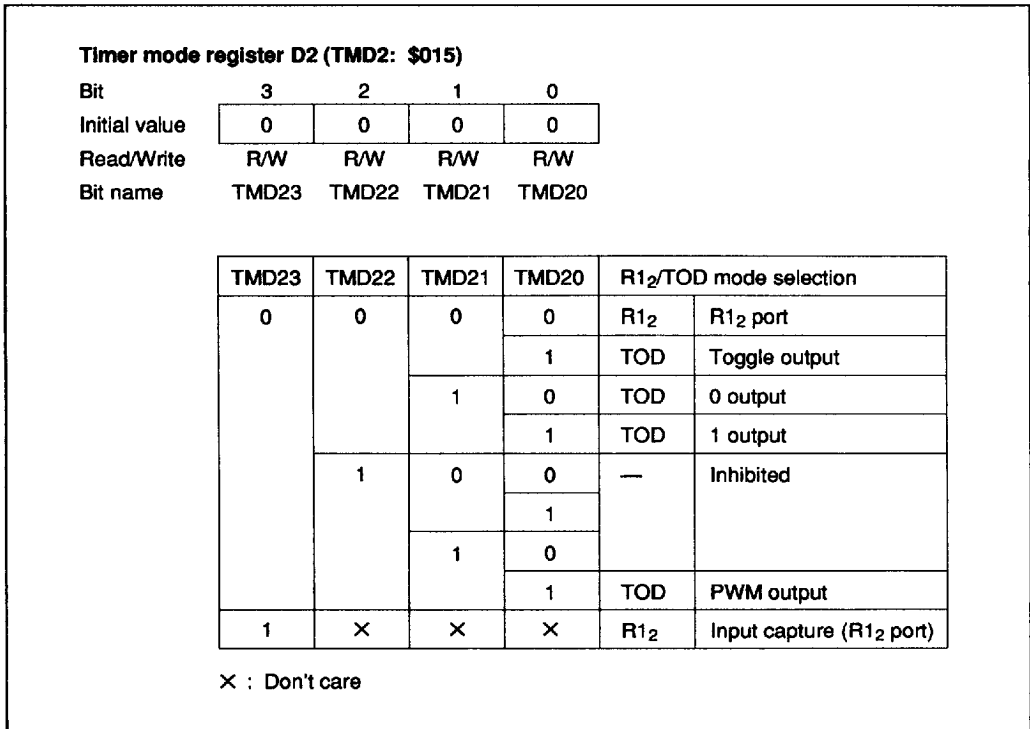 Timer mode register D2 (TMD2: $015)
Bit 3 2 1 0
Initial value 0 0 0 0
Read/Write R/W R/W R/W R/W
Bit name TMD23 TMD22 TMD21 TMD20
TMD23 TMD22 TMD21 TMD20 R1₂/TOD mode selection
0 0 0 0 R1₂ R1₂ port
1 TOD Toggle output
1 0 TOD 0 output
1 TOD 1 output
1 0 0 — Inhibited
1
1 0
1 TOD PWM output
1 × × × R1₂ Input capture (R1₂ port)
× : Don't care